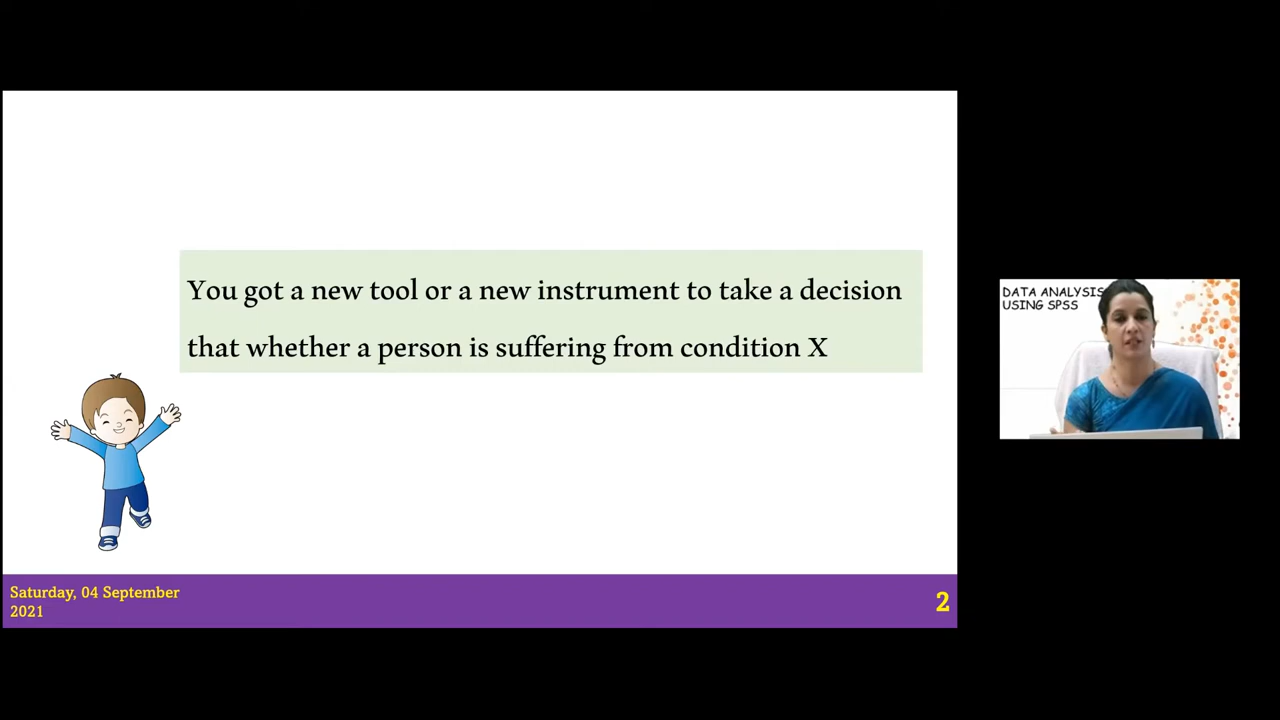 You got a new tool or a new instrument to take a decision
that whether a person is suffering from condition X
DATA ANALYSIS
USING SPSS
Saturday, 04 September
2021
2